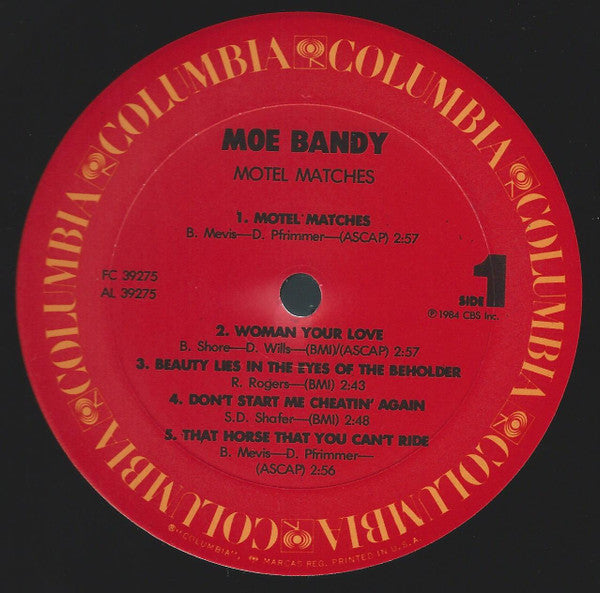 COLUMBIA COLUMBIA COLUMBIA COLUMBIA COLUMBIA COLUMBIA
MOE BANDY
MOTEL MATCHES
1. MOTEL MATCHES
B. Mevis—D. Pfrimmer—(ASCAP) 2:57
FC 39275
AL 39275
SIDE 1
℗ 1984 CBS Inc.
2. WOMAN YOUR LOVE
B. Shore—D. Wills—(BMI)/(ASCAP) 2:57
3. BEAUTY LIES IN THE EYES OF THE BEHOLDER
R. Rogers—(BMI) 2:43
4. DON'T START ME CHEATIN' AGAIN
S.D. Shafer—(BMI) 2:48
5. THAT HORSE THAT YOU CAN'T RIDE
B. Mevis—D. Pfrimmer—
(ASCAP) 2:56
® "COLUMBIA", MARCAS REG. PRINTED IN U.S.A.